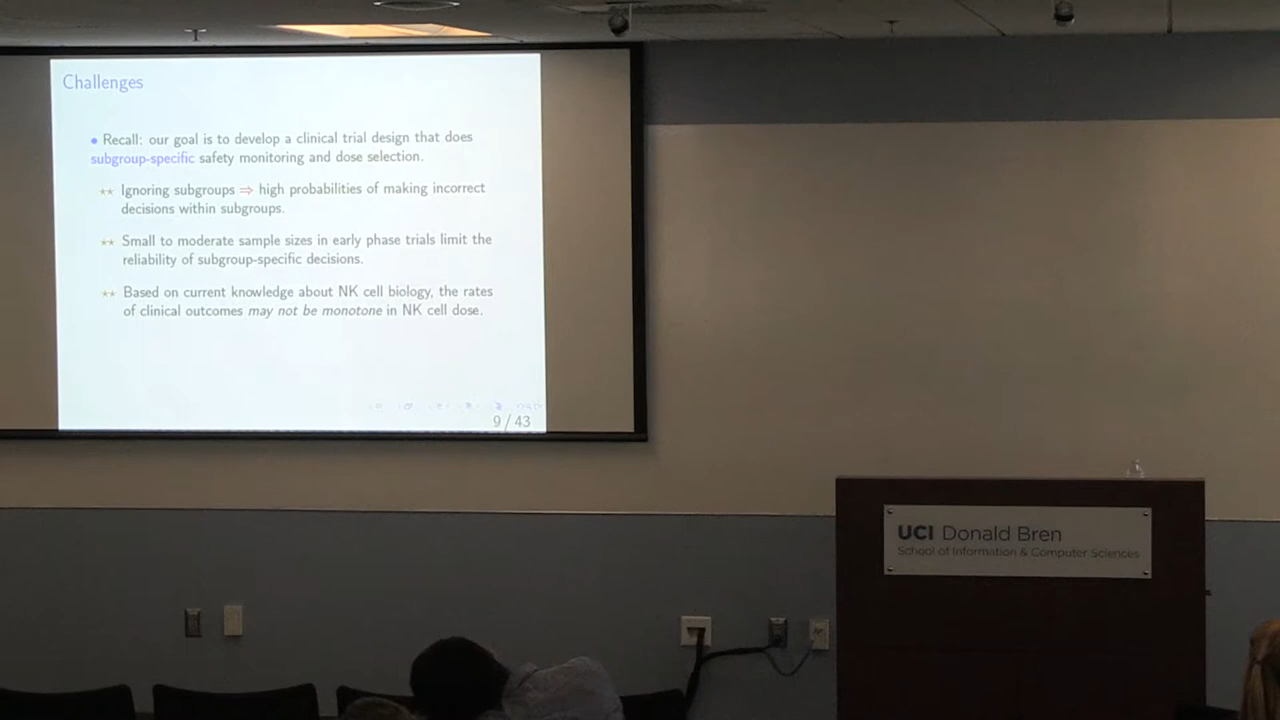 Challenges
• Recall: our goal is to develop a clinical trial design that does
subgroup-specific safety monitoring and dose selection.
⋆⋆ Ignoring subgroups ⇒ high probabilities of making incorrect
decisions within subgroups.
⋆⋆ Small to moderate sample sizes in early phase trials limit the
reliability of subgroup-specific decisions.
⋆⋆ Based on current knowledge about NK cell biology, the rates
of clinical outcomes may not be monotone in NK cell dose.
9 / 43
UCI Donald Bren
School of Information & Computer Sciences